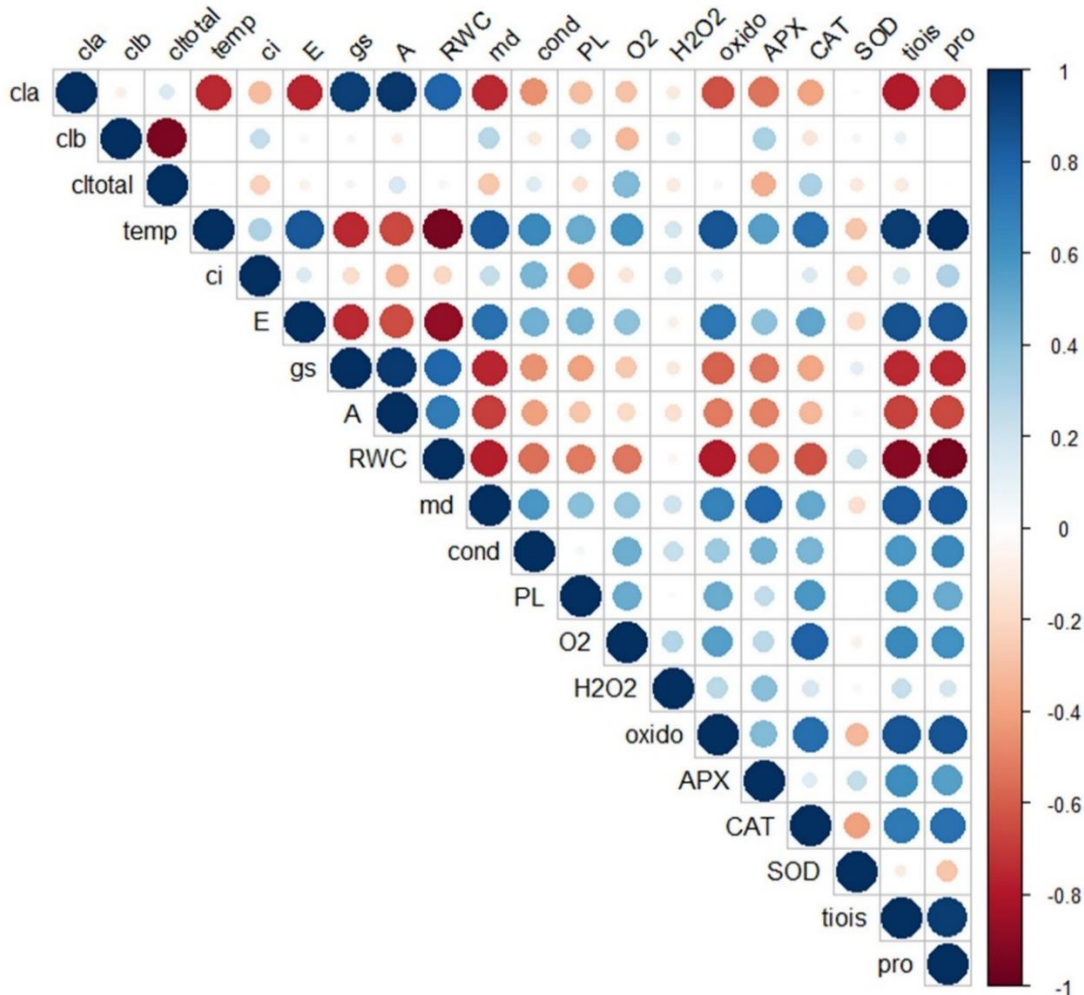 cla clb cltotal temp ci E gs A RWC md cond PL O2 H2O2 oxido APX CAT SOD tiois pro
cla
clb
cltotal
temp
ci
E
gs
A
RWC
md
cond
PL
O2
H2O2
oxido
APX
CAT
SOD
tiois
pro
1
0.8
0.6
0.4
0.2
0
-0.2
-0.4
-0.6
-0.8
-1